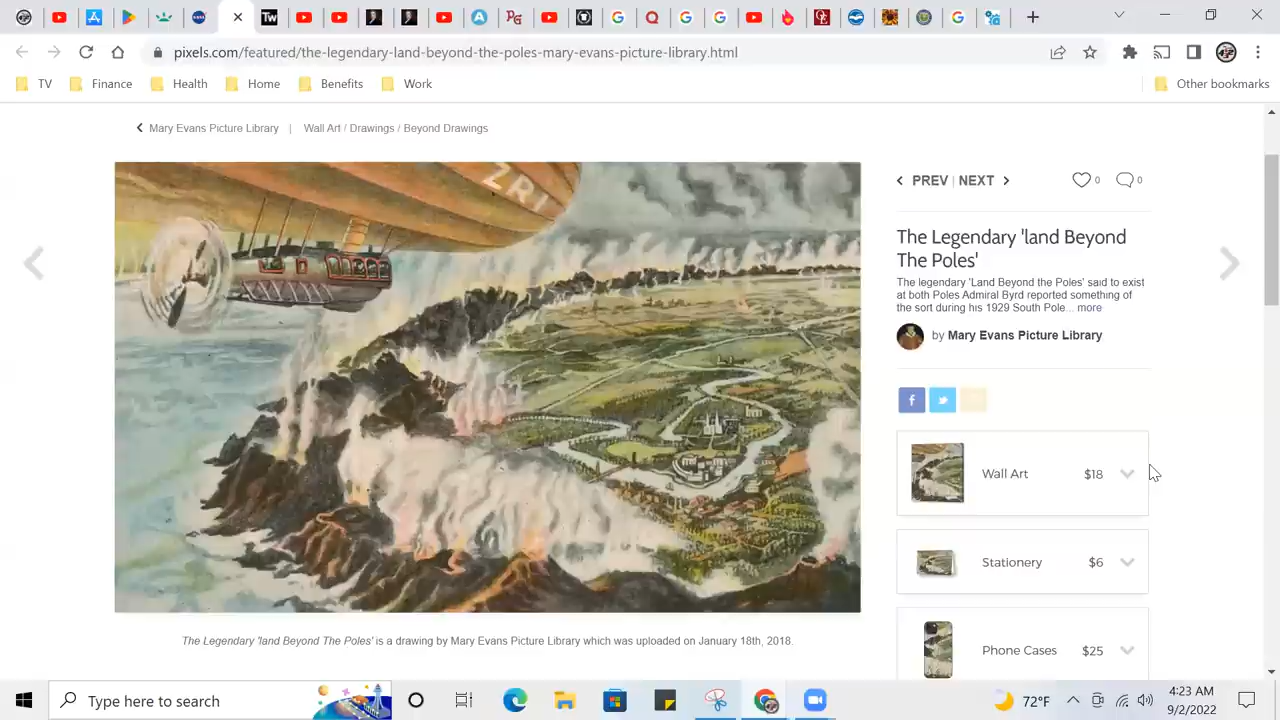 pixels.com/featured/the-legendary-land-beyond-the-poles-mary-evans-picture-library.html
TV Finance Health Home Benefits Work Other bookmarks
Mary Evans Picture Library | Wall Art / Drawings / Beyond Drawings
ZR1
PREV | NEXT 0 0
The Legendary 'land Beyond
The Poles'
The legendary 'Land Beyond the Poles' said to exist
at both Poles Admiral Byrd reported something of
the sort during his 1929 South Pole... more
by Mary Evans Picture Library
Wall Art $18
Stationery $6
Phone Cases $25
The Legendary 'land Beyond The Poles' is a drawing by Mary Evans Picture Library which was uploaded on January 18th, 2018.
Type here to search
72°F
4:23 AM
9/2/2022